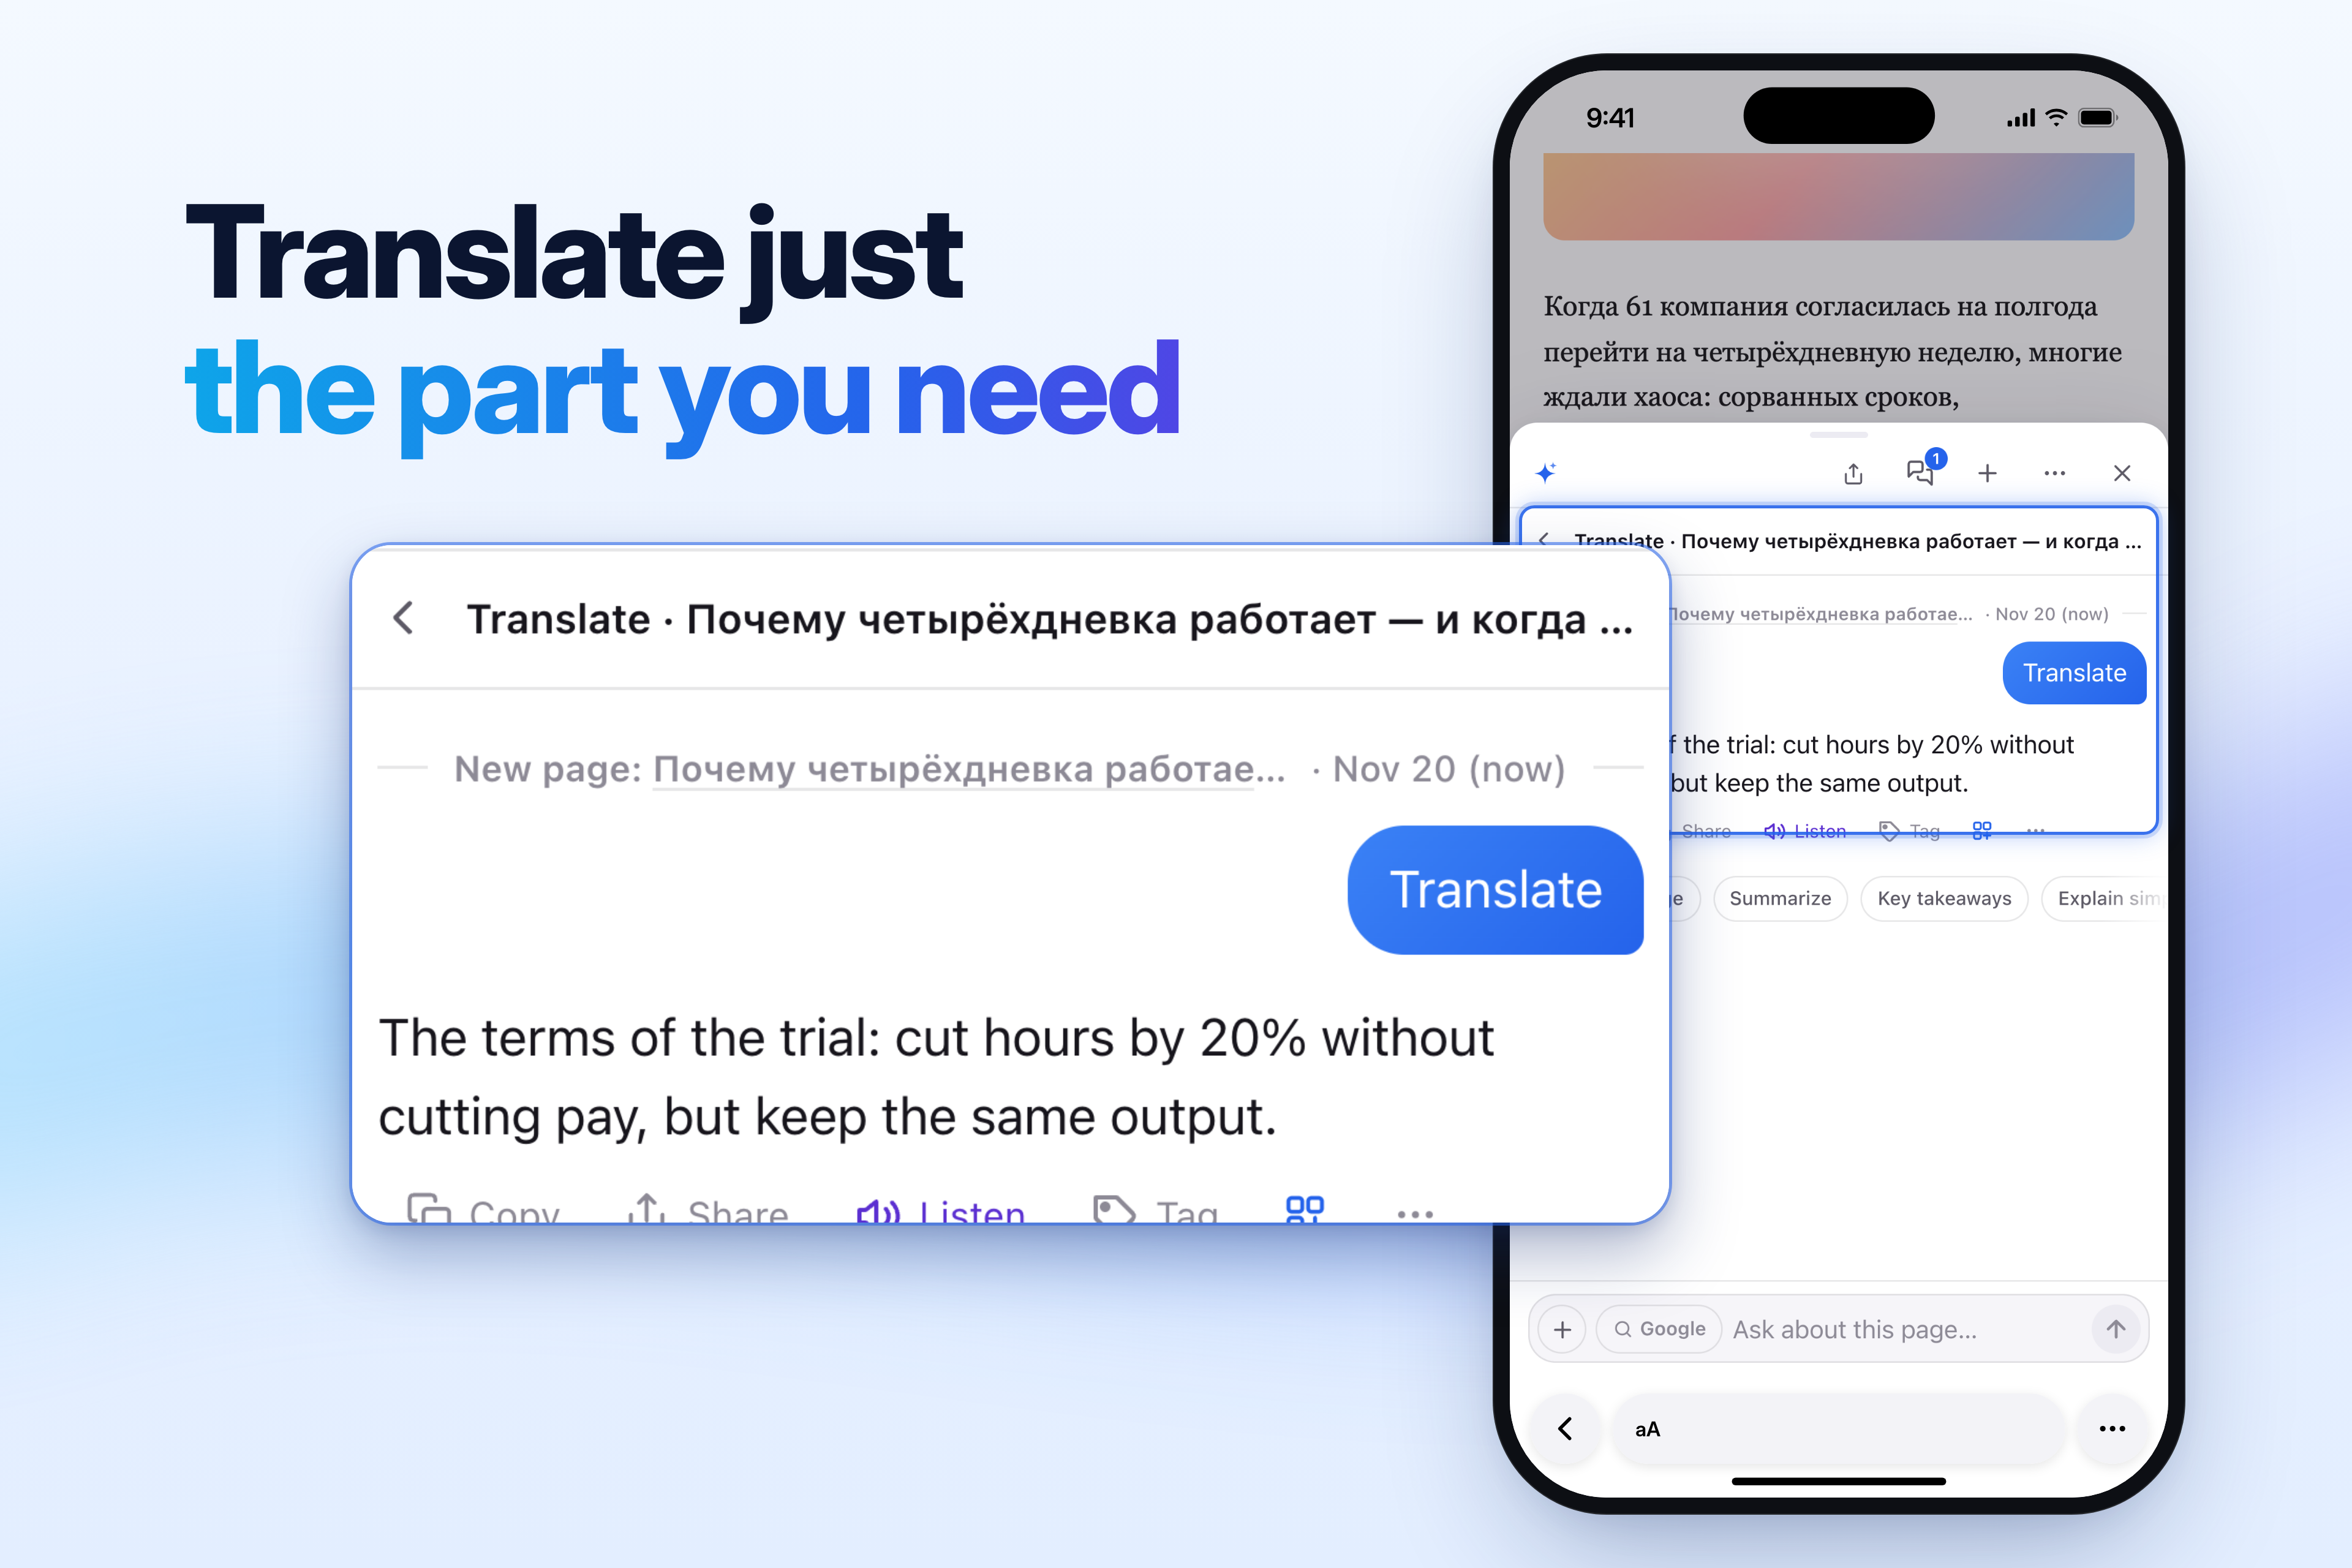 Translate just
the part you need
9:41
Когда 61 компания согласилась на полгода
перейти на четырёхдневную неделю, многие
ждали хаоса: сорванных сроков,
1
Translate · Почему четырёхдневка работает — и когда ...
Почему четырёхдневка работае... · Nov 20 (now)
Translate
f the trial: cut hours by 20% without
but keep the same output.
Share Listen Tag
Summarize Key takeaways Explain sim
Translate · Почему четырёхдневка работает — и когда ...
New page: Почему четырёхдневка работае... · Nov 20 (now)
Translate
The terms of the trial: cut hours by 20% without
cutting pay, but keep the same output.
Copy Share Listen Tag
Google Ask about this page...
aA